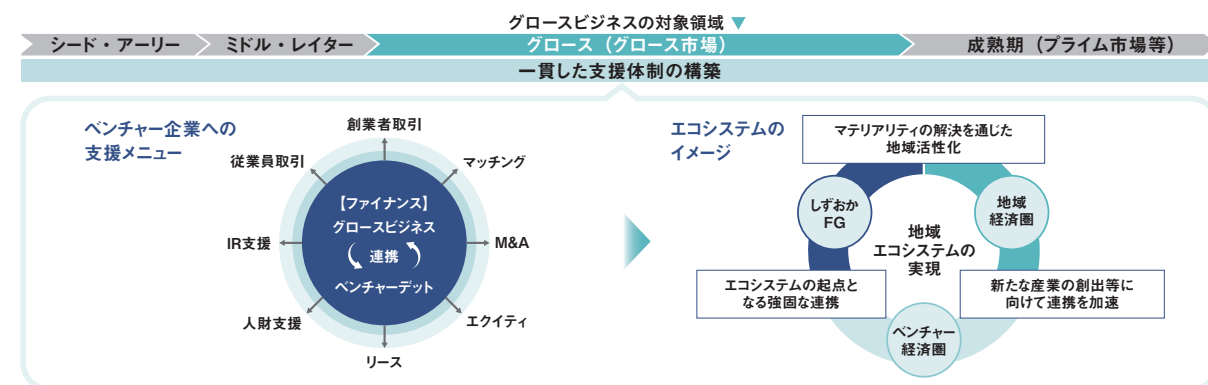 グロースビジネスの対象領域 ▼
シード・アーリー
ミドル・レイター
グロース（グロース市場）
成熟期（プライム市場等）
一貫した支援体制の構築
ベンチャー企業への
支援メニュー
創業者取引
従業員取引
マッチング
IR支援
M&A
人財支援
エクイティ
リース
【ファイナンス】
グロースビジネス
連携
ベンチャーデット
エコシステムの
イメージ
マテリアリティの解決を通じた
地域活性化
しずおか
FG
地域
経済圏
地域
エコシステムの
実現
エコシステムの起点と
なる強固な連携
新たな産業の創出等に
向けて連携を加速
ベンチャー
経済圏